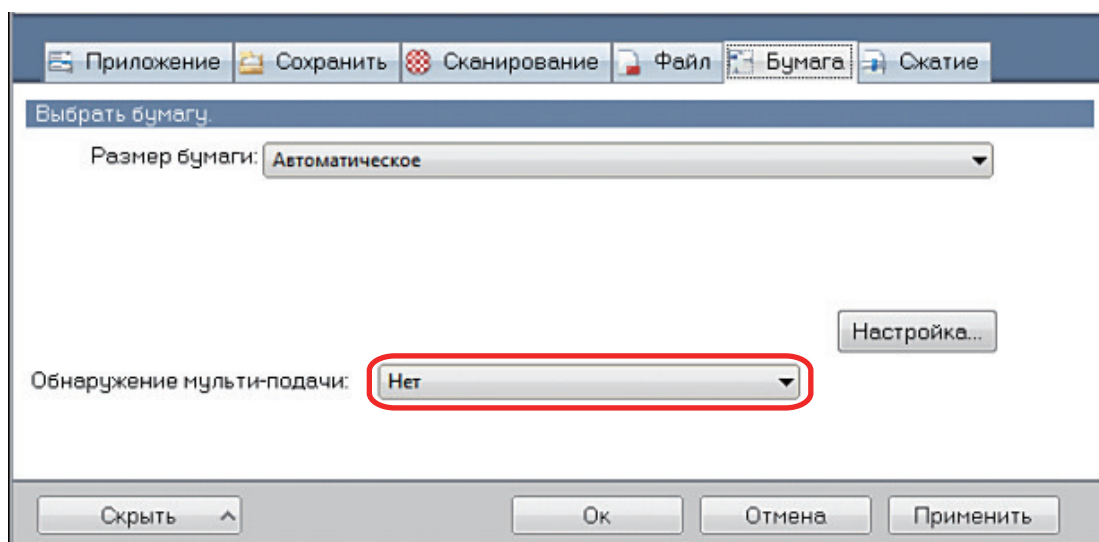 Приложение Сохранить Сканирование Файл Бумага Сжатие
Выбрать бумагу.
Размер бумаги: Автоматическое
Настройка...
Обнаружение мульти-подачи: Нет
Скрыть Ок Отмена Применить